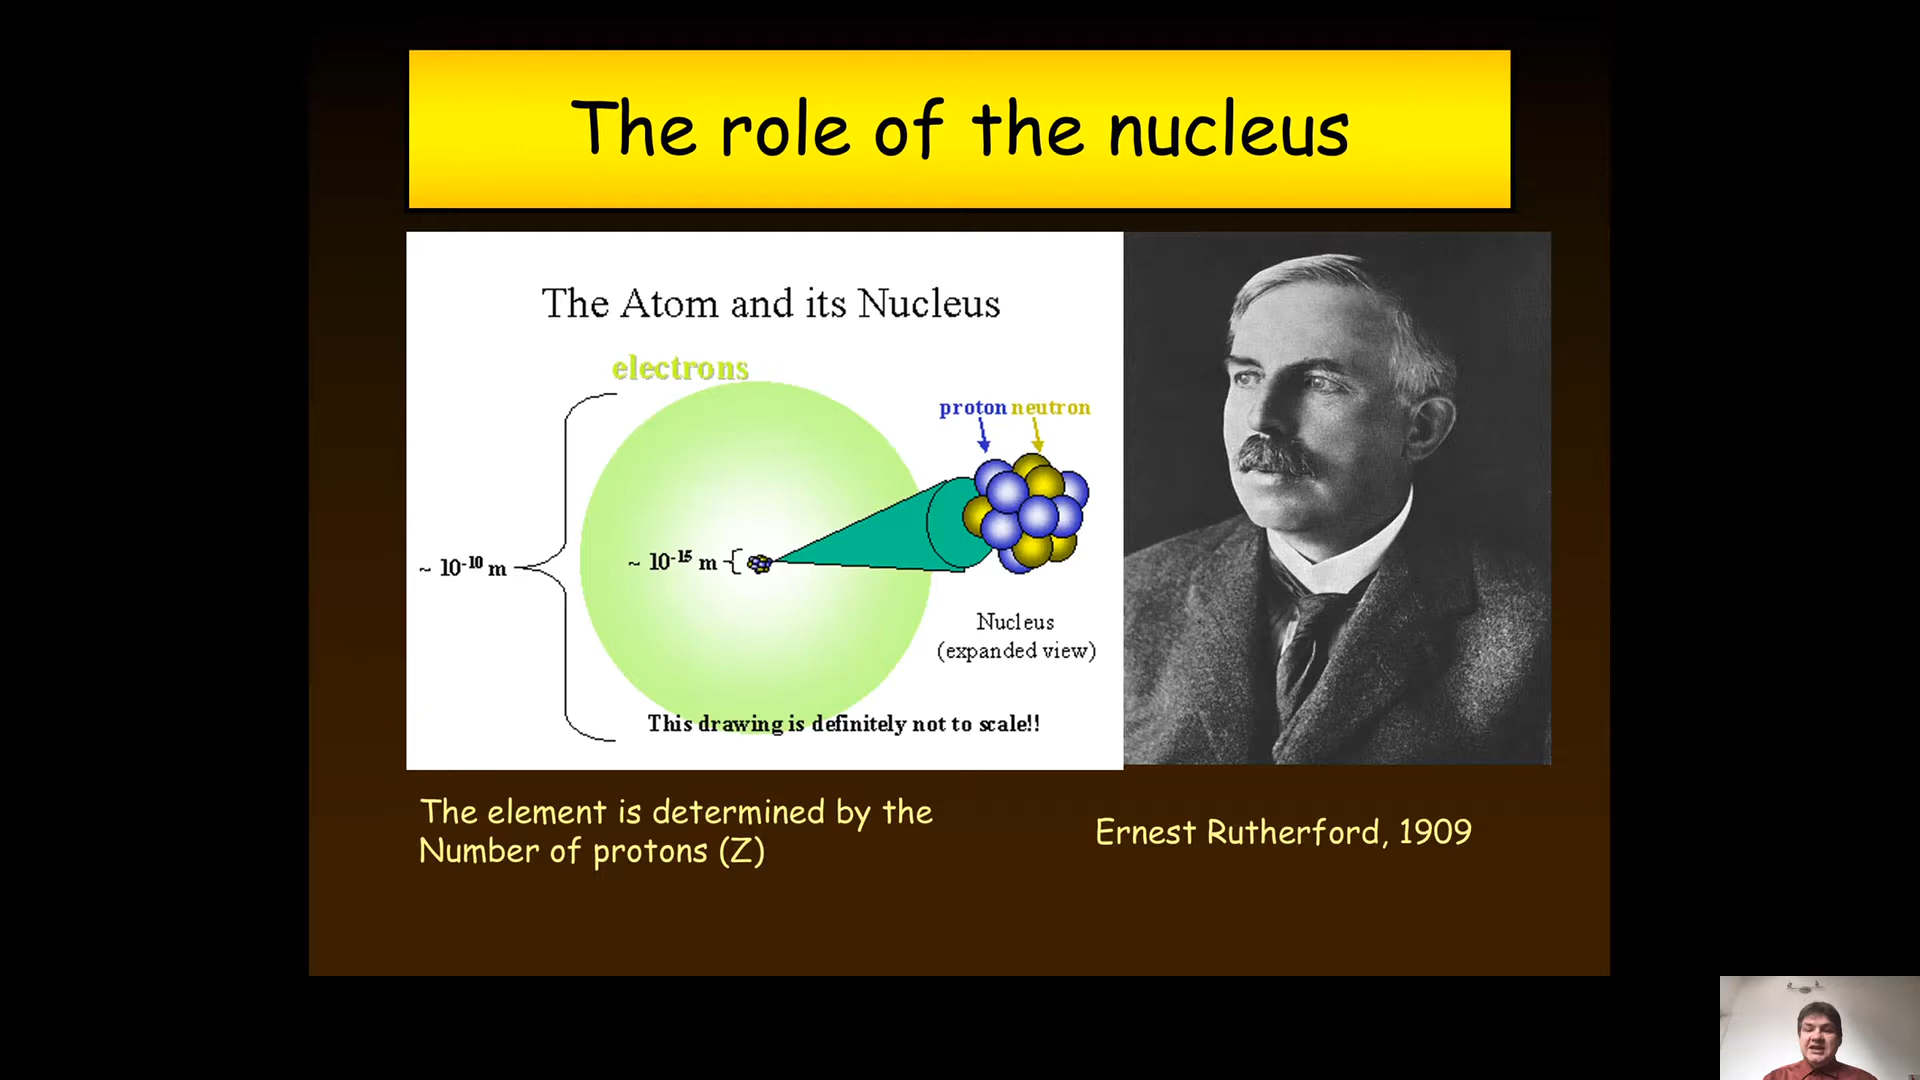 The role of the nucleus
The Atom and its Nucleus
electrons
proton neutron
~ 10-10 m
~ 10-15 m
Nucleus
(expanded view)
This drawing is definitely not to scale!!
The element is determined by the
Number of protons (Z)
Ernest Rutherford, 1909